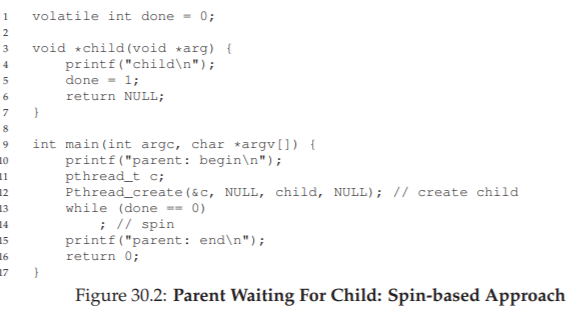 1 volatile int done = 0;
2
3 void *child(void *arg) {
4     printf("child\n");
5     done = 1;
6     return NULL;
7 }
8
9 int main(int argc, char *argv[]) {
10     printf("parent: begin\n");
11     pthread_t c;
12     Pthread_create(&c, NULL, child, NULL); // create child
13     while (done == 0)
14         ; // spin
15     printf("parent: end\n");
16     return 0;
17 }
Figure 30.2: Parent Waiting For Child: Spin-based Approach